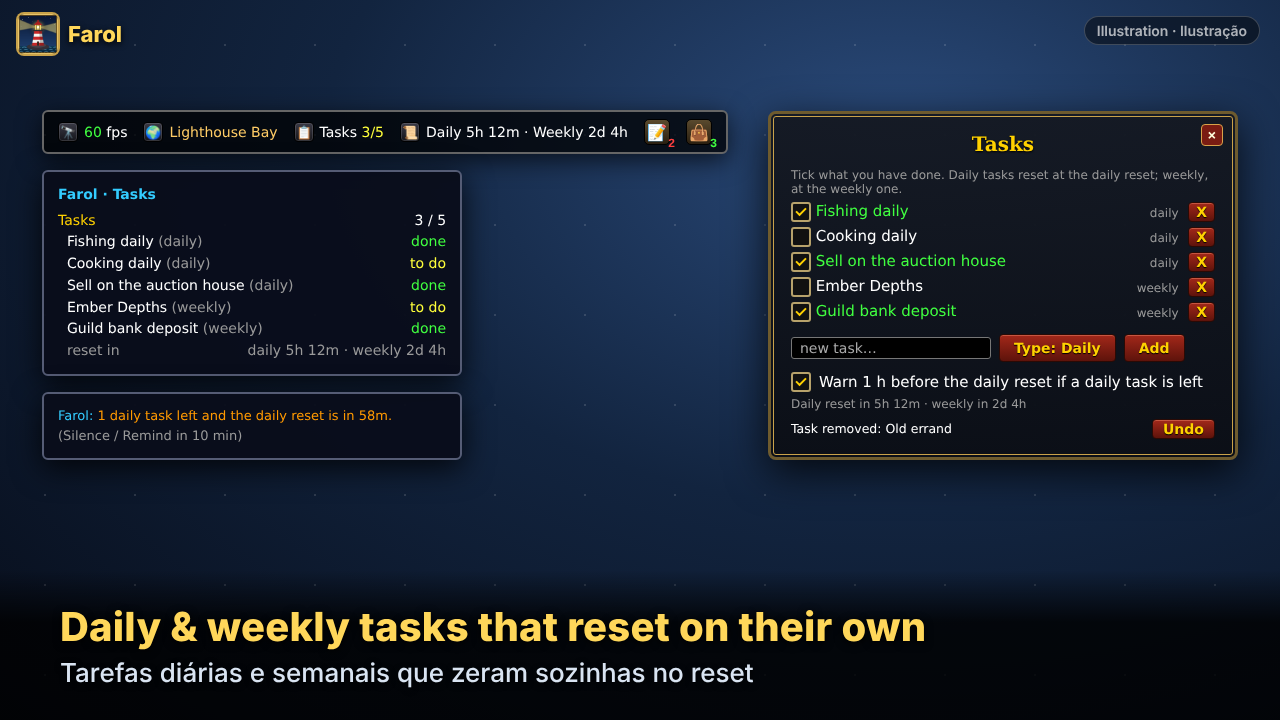 Farol
Illustration · Ilustração
60 fps Lighthouse Bay Tasks 3/5 Daily 5h 12m · Weekly 2d 4h 2 3
Farol · Tasks
Tasks 3 / 5
Fishing daily (daily) done
Cooking daily (daily) to do
Sell on the auction house (daily) done
Ember Depths (weekly) to do
Guild bank deposit (weekly) done
reset in daily 5h 12m · weekly 2d 4h
Farol: 1 daily task left and the daily reset is in 58m.
(Silence / Remind in 10 min)
Tasks ×
Tick what you have done. Daily tasks reset at the daily reset; weekly,
at the weekly one.
Fishing daily daily X
Cooking daily daily X
Sell on the auction house daily X
Ember Depths weekly X
Guild bank deposit weekly X
new task... Type: Daily Add
Warn 1 h before the daily reset if a daily task is left
Daily reset in 5h 12m · weekly in 2d 4h
Task removed: Old errand Undo
Daily & weekly tasks that reset on their own
Tarefas diárias e semanais que zeram sozinhas no reset